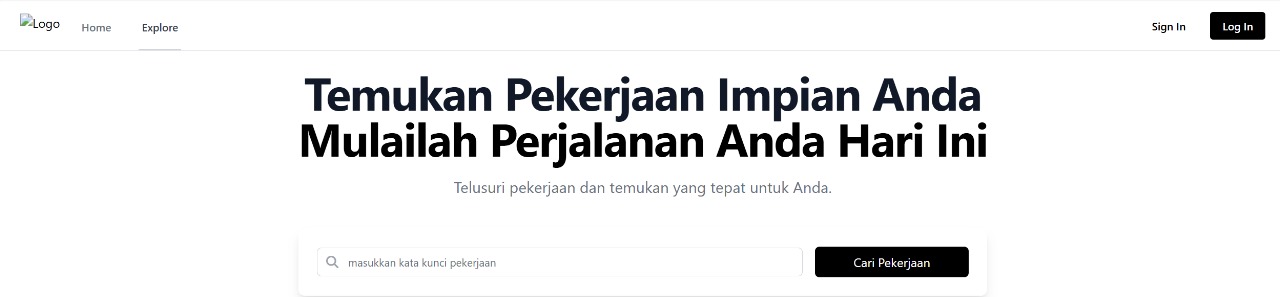 Logo Home Explore Sign In Log In
Temukan Pekerjaan Impian Anda
Mulailah Perjalanan Anda Hari Ini
Telusuri pekerjaan dan temukan yang tepat untuk Anda.
masukkan kata kunci pekerjaan Cari Pekerjaan